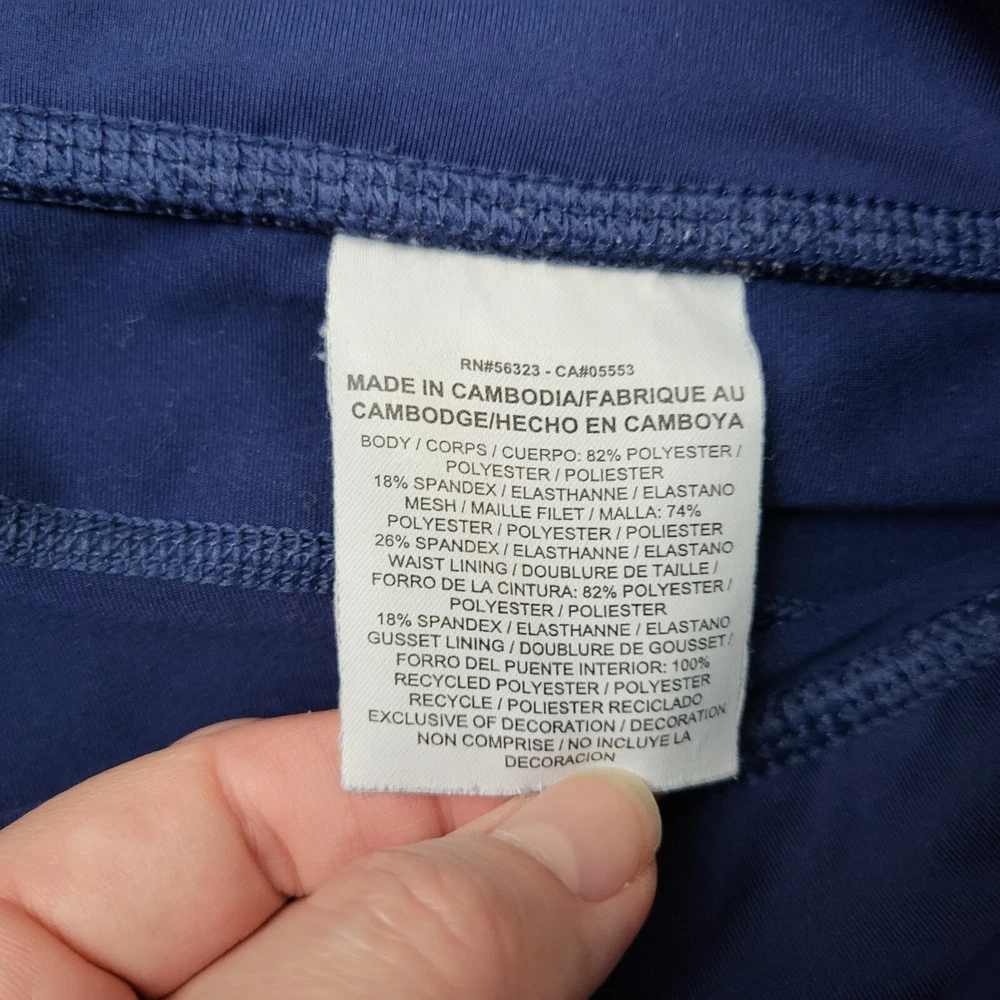 RN#56323 - CA#05553
MADE IN CAMBODIA/FABRIQUE AU
CAMBODGE/HECHO EN CAMBOYA
BODY / CORPS / CUERPO: 82% POLYESTER /
POLYESTER / POLIESTER
18% SPANDEX / ELASTHANNE / ELASTANO
MESH / MAILLE FILET / MALLA: 74%
POLYESTER / POLYESTER / POLIESTER
26% SPANDEX / ELASTHANNE / ELASTANO
WAIST LINING / DOUBLURE DE TAILLE /
FORRO DE LA CINTURA: 82% POLYESTER /
POLYESTER / POLIESTER
18% SPANDEX / ELASTHANNE / ELASTANO
GUSSET LINING / DOUBLURE DE GOUSSET /
FORRO DEL PUENTE INTERIOR: 100%
RECYCLED POLYESTER / POLYESTER
RECYCLE / POLIESTER RECICLADO
EXCLUSIVE OF DECORATION / DECORATION
NON COMPRISE / NO INCLUYE LA
DECORACION